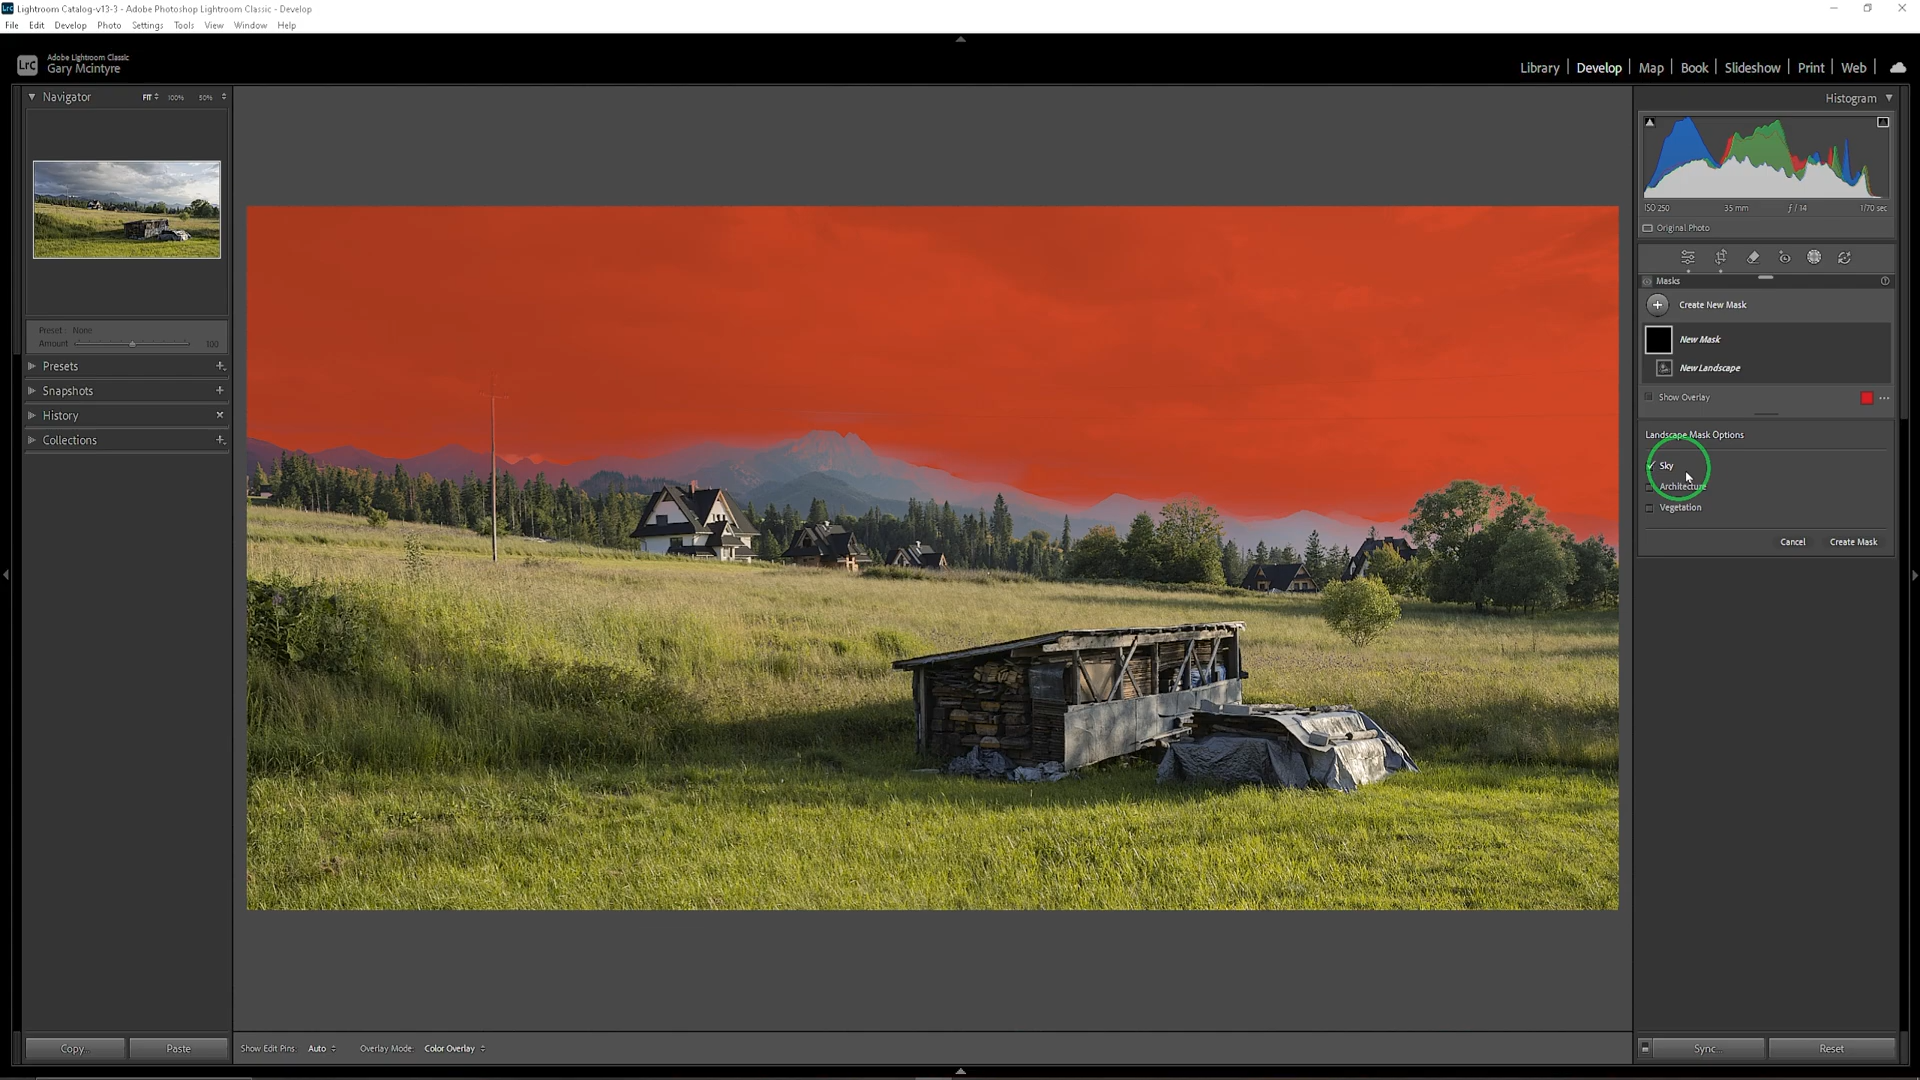 Lightroom Catalog-v13-3 - Adobe Photoshop Lightroom Classic - Develop
File Edit Develop Photo Settings Tools View Window Help
LrC Adobe Lightroom Classic
Gary Mcintyre
Library | Develop | Map | Book | Slideshow | Print | Web |
Navigator FIT 100% 50%
Histogram
ISO 250 35 mm ƒ / 14 1/70 sec
Original Photo
Masks
Create New Mask
New Mask
New Landscape
Show Overlay
Landscape Mask Options
Sky
Architecture
Vegetation
Cancel Create Mask
Preset : None
Amount 100
Presets
Snapshots
History
Collections
Copy... Paste
Show Edit Pins: Auto Overlay Mode: Color Overlay
Sync... Reset